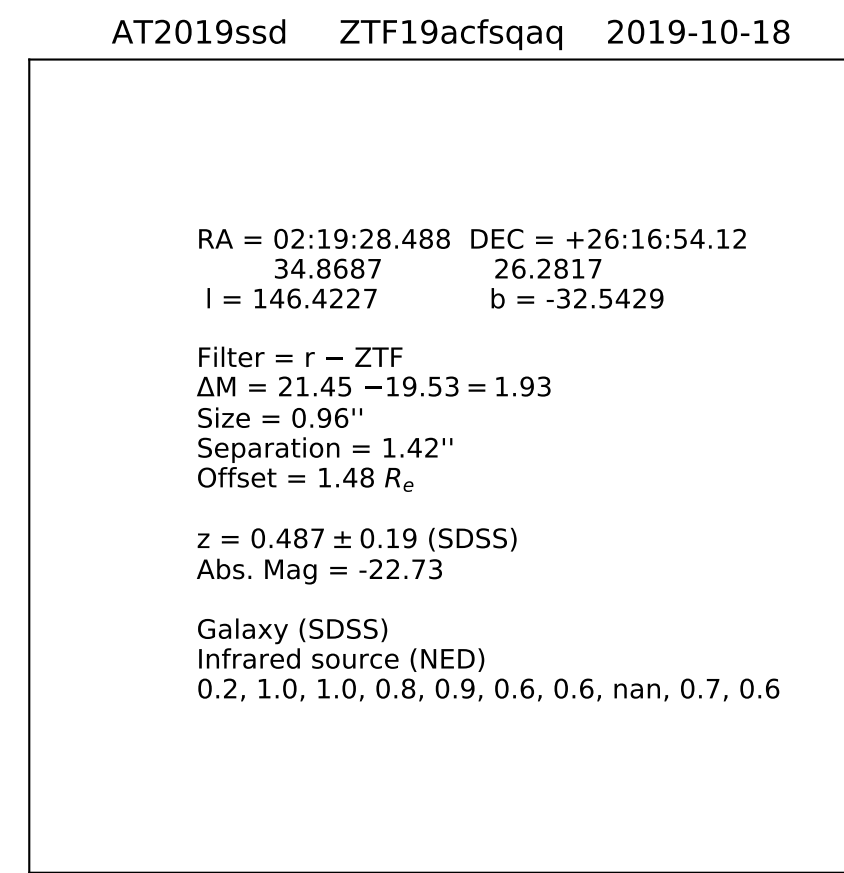 AT2019ssd ZTF19acfsqaq 2019-10-18
RA = 02:19:28.488 DEC = +26:16:54.12
34.8687 26.2817
l = 146.4227 b = -32.5429
Filter = r − ZTF
ΔM = 21.45 −19.53 = 1.93
Size = 0.96''
Separation = 1.42''
Offset = 1.48 Re
z = 0.487 ± 0.19 (SDSS)
Abs. Mag = -22.73
Galaxy (SDSS)
Infrared source (NED)
0.2, 1.0, 1.0, 0.8, 0.9, 0.6, 0.6, nan, 0.7, 0.6